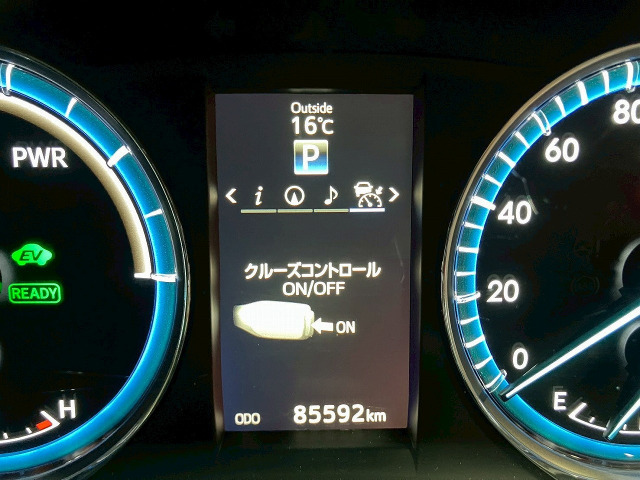 Outside
16℃
P
PWR
i
EV
READY
クルーズコントロール
ON/OFF
ON
H
ODO 85592km
80
60
40
20
0
E